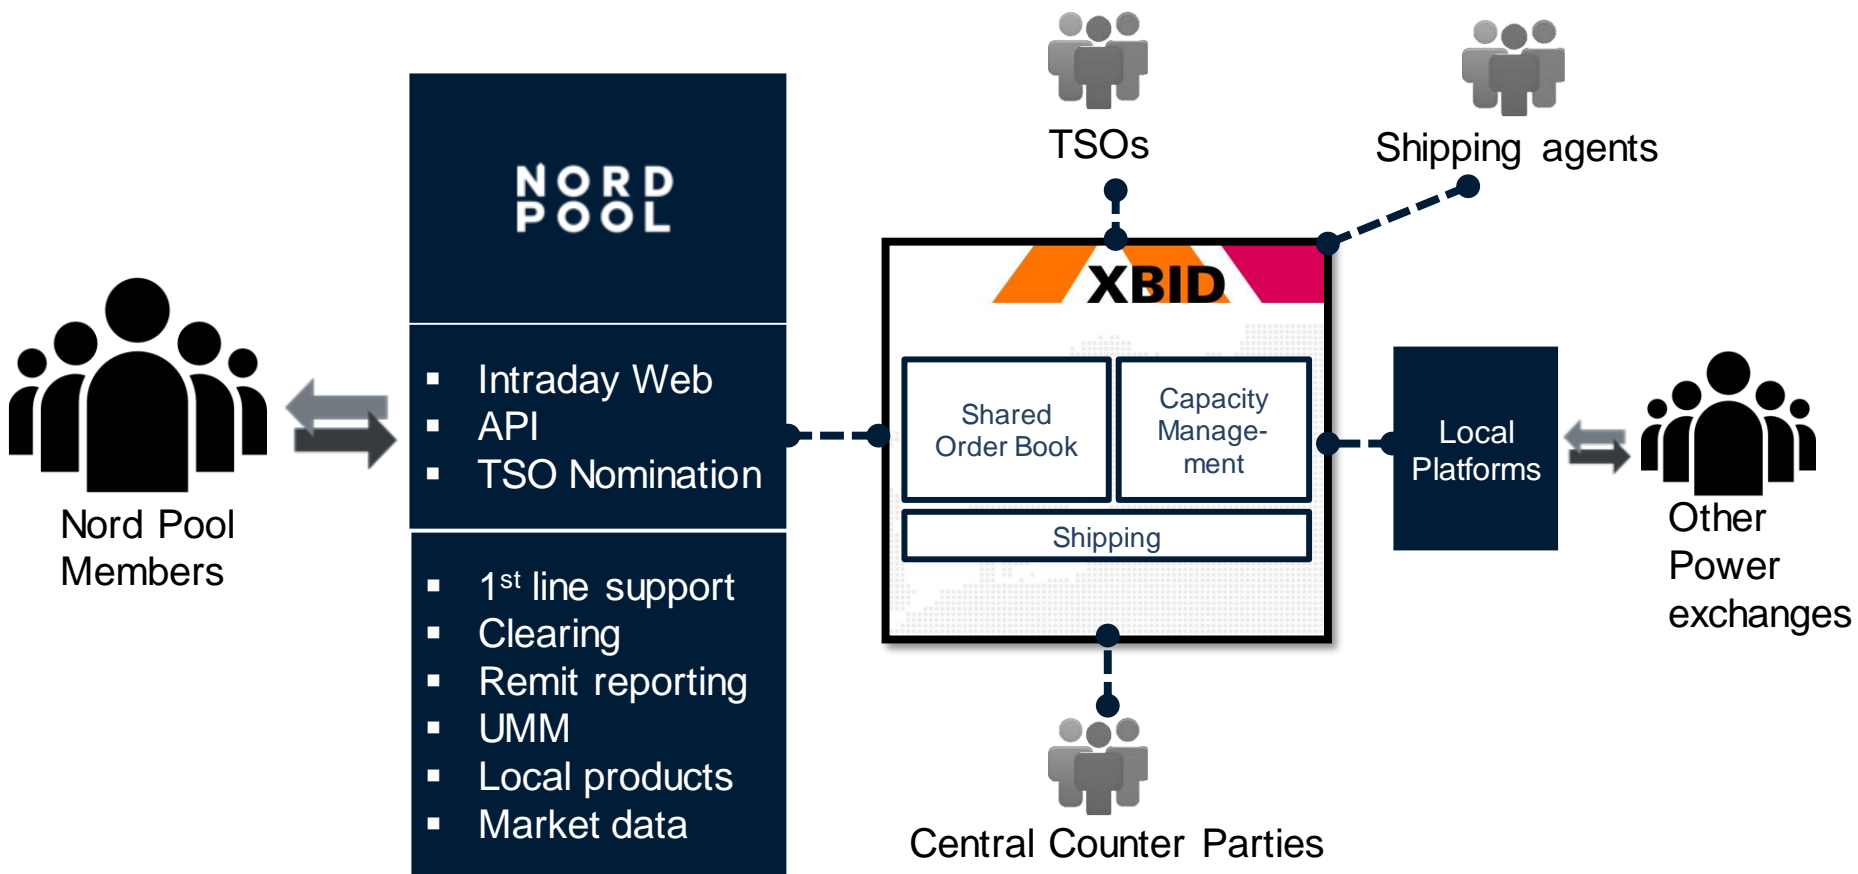 NORD
POOL
▪ Intraday Web
▪ API
▪ TSO Nomination
▪ 1st line support
▪ Clearing
▪ Remit reporting
▪ UMM
▪ Local products
▪ Market data
Nord Pool
Members
TSOs
Shipping agents
XBID
Shared
Order Book
Capacity
Manage-
ment
Shipping
Local
Platforms
Other
Power
exchanges
Central Counter Parties